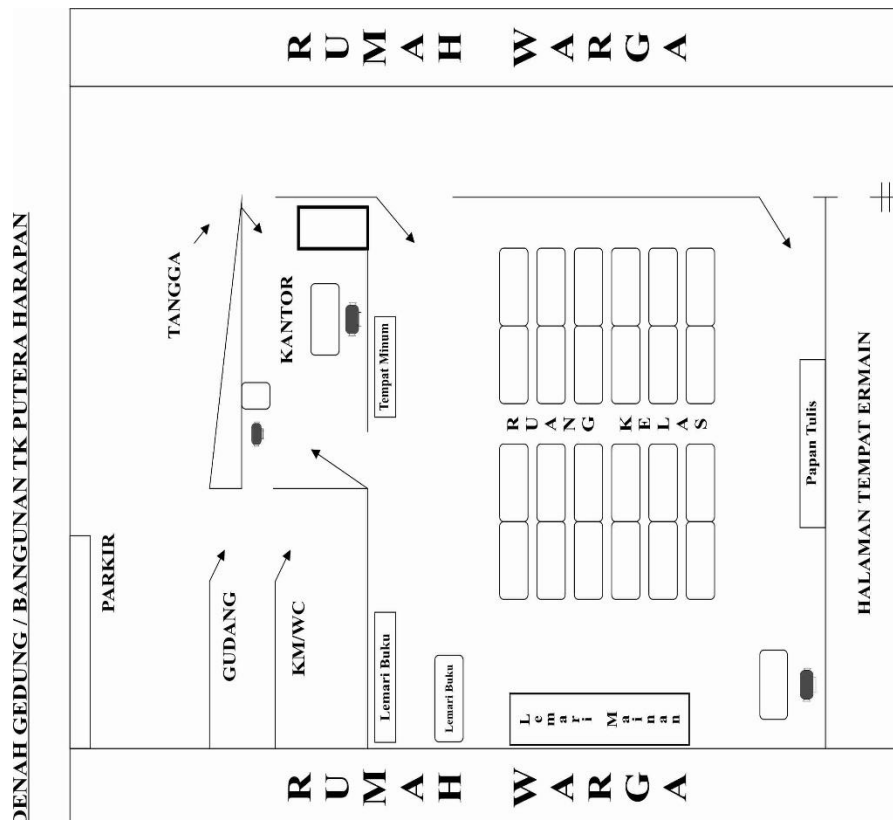 DENAH GEDUNG / BANGUNAN TK PUTERA HARAPAN
RUMAH WARGA
TANGGA
KANTOR
Tempat Minum
RUANG KELAS
Papan Tulis
HALAMAN TEMPAT ERMAIN
PARKIR
GUDANG
KM/WC
Lemari Buku
Lemari Buku
Lemari Mainan
RUMAH WARGA